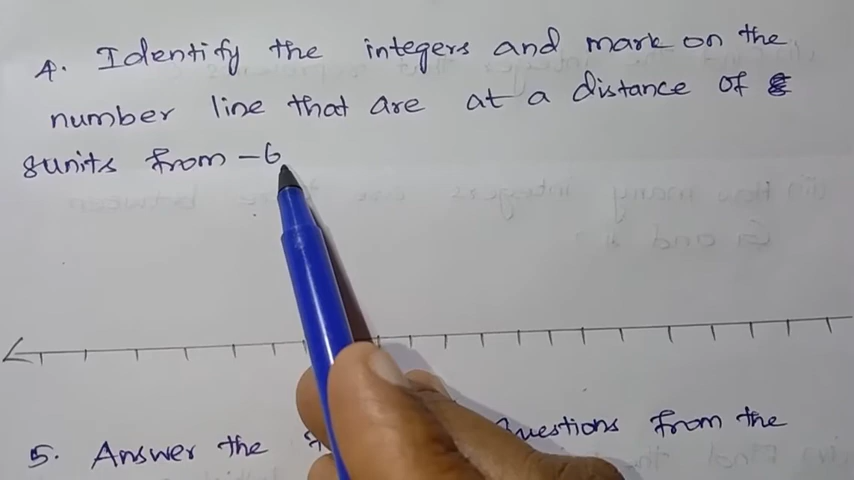 4. Identify the integers and mark on the
number line that are at a distance of
8units from -6
5. Answer the questions from the